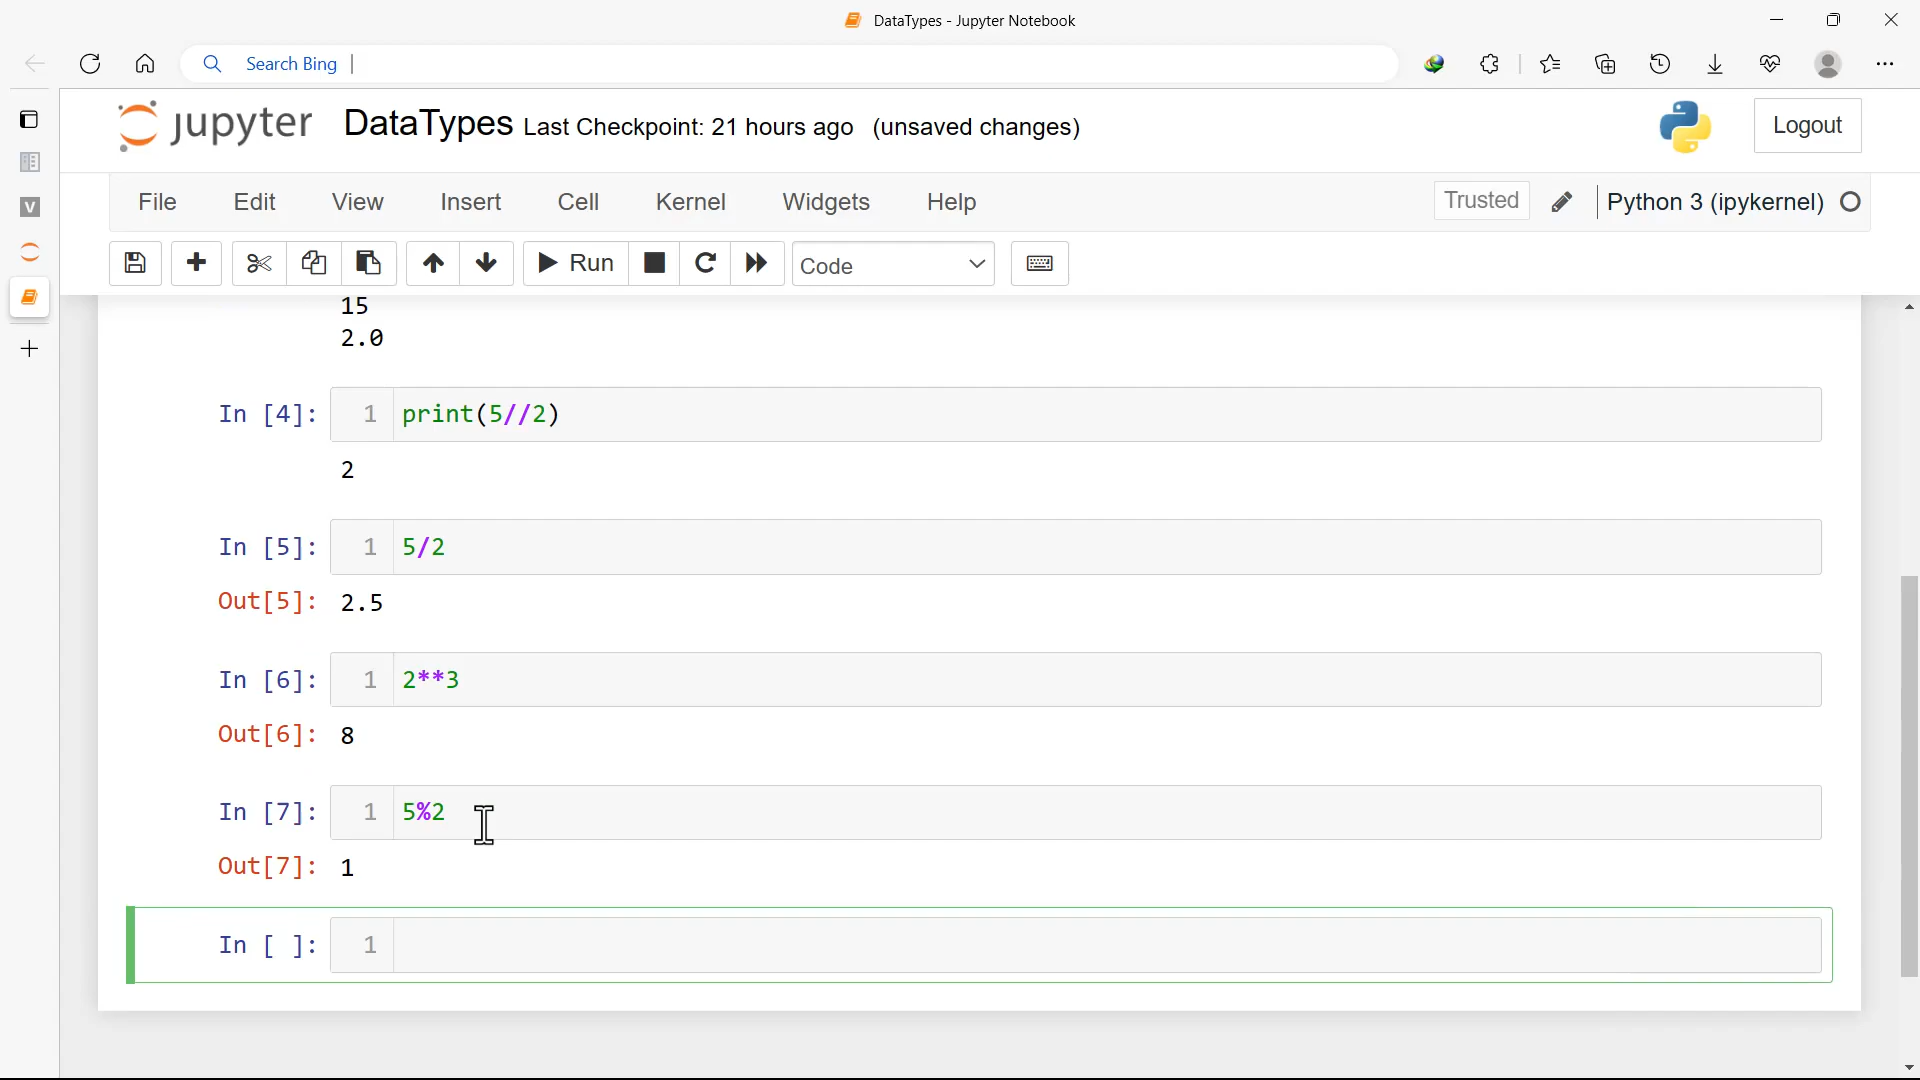 DataTypes - Jupyter Notebook
Search Bing
jupyter DataTypes Last Checkpoint: 21 hours ago (unsaved changes) Logout
File Edit View Insert Cell Kernel Widgets Help Trusted Python 3 (ipykernel)
Run Code
V
15
2.0
In [4]: 1 print(5//2)
2
In [5]: 1 5/2
Out[5]: 2.5
In [6]: 1 2**3
Out[6]: 8
In [7]: 1 5%2
Out[7]: 1
In [ ]: 1